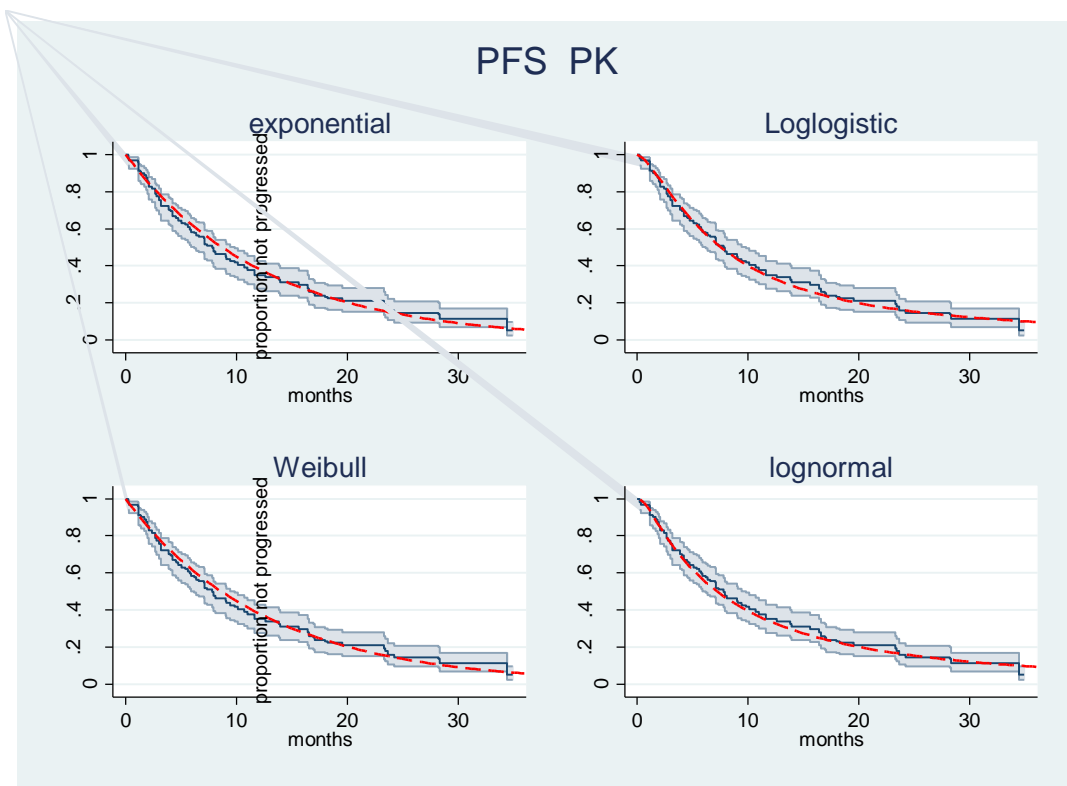 PFS PK
exponential
proportion not progressed
1
.8
.6
.4
.2
0
0 10 20 30
months
Loglogistic
1
.8
.6
.4
.2
0
0 10 20 30
months
Weibull
proportion not progressed
1
.8
.6
.4
.2
0
0 10 20 30
months
lognormal
1
.8
.6
.4
.2
0
0 10 20 30
months